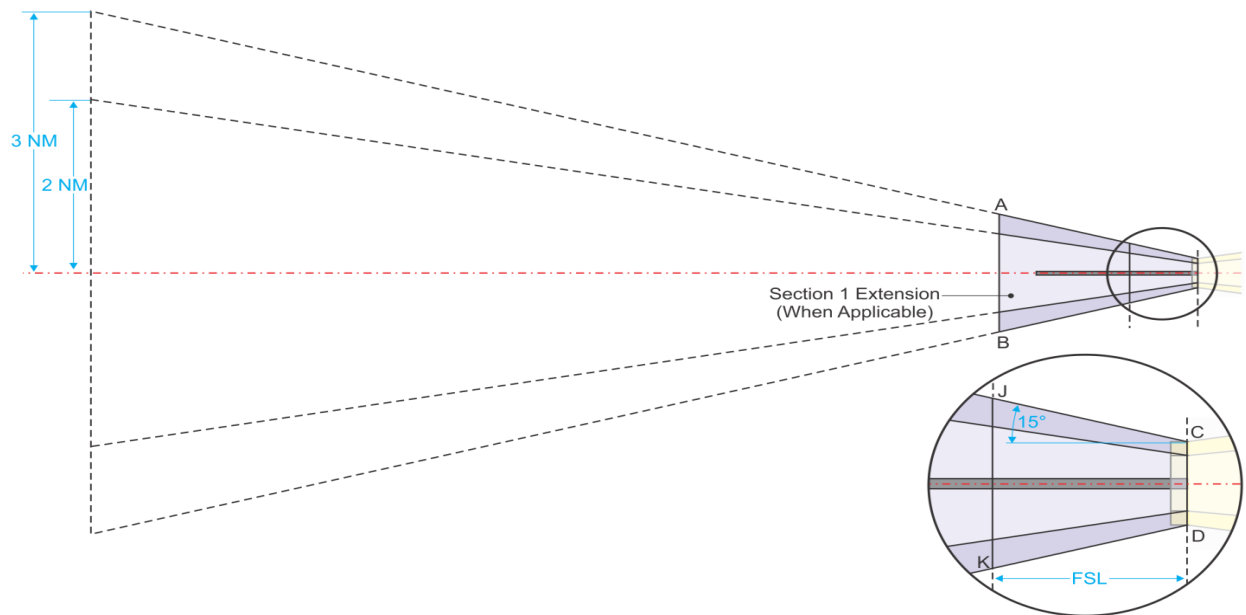 3 NM
2 NM
A
Section 1 Extension
(When Applicable)
B
J
15°
C
K
D
FSL